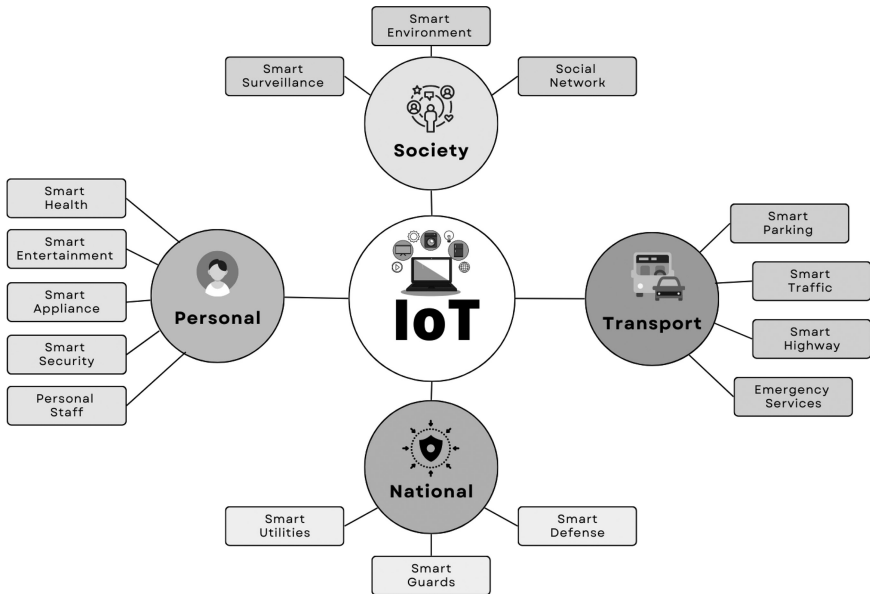 Smart
Environment
Smart
Surveillance
Social
Network
Society
Smart
Health
Smart
Entertainment
Smart
Appliance
Smart
Security
Personal
Staff
Personal
IoT
Transport
Smart
Parking
Smart
Traffic
Smart
Highway
Emergency
Services
National
Smart
Utilities
Smart
Guards
Smart
Defense